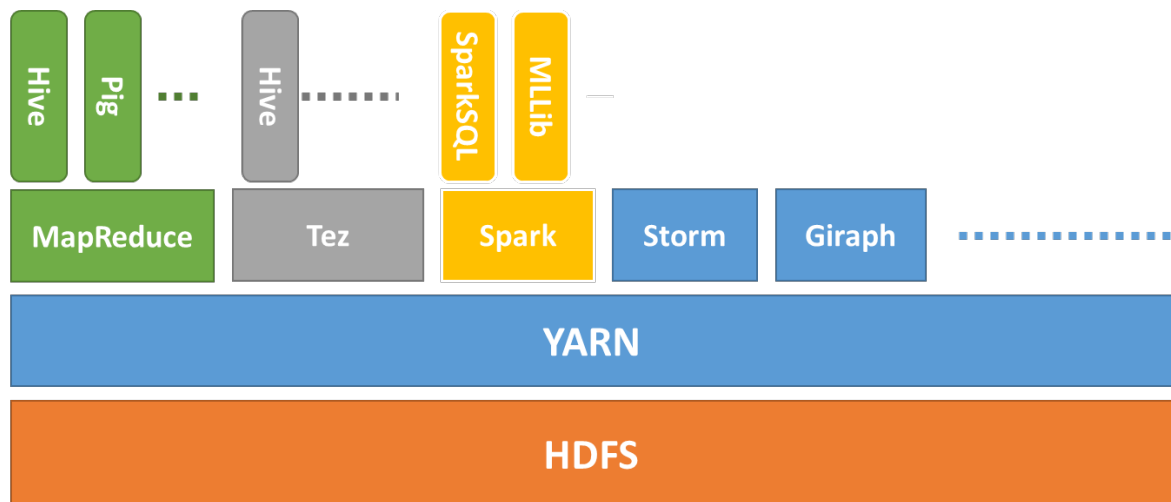 Hive
Pig
Hive
SparkSQL
MLLib
MapReduce
Tez
Spark
Storm
Giraph
YARN
HDFS